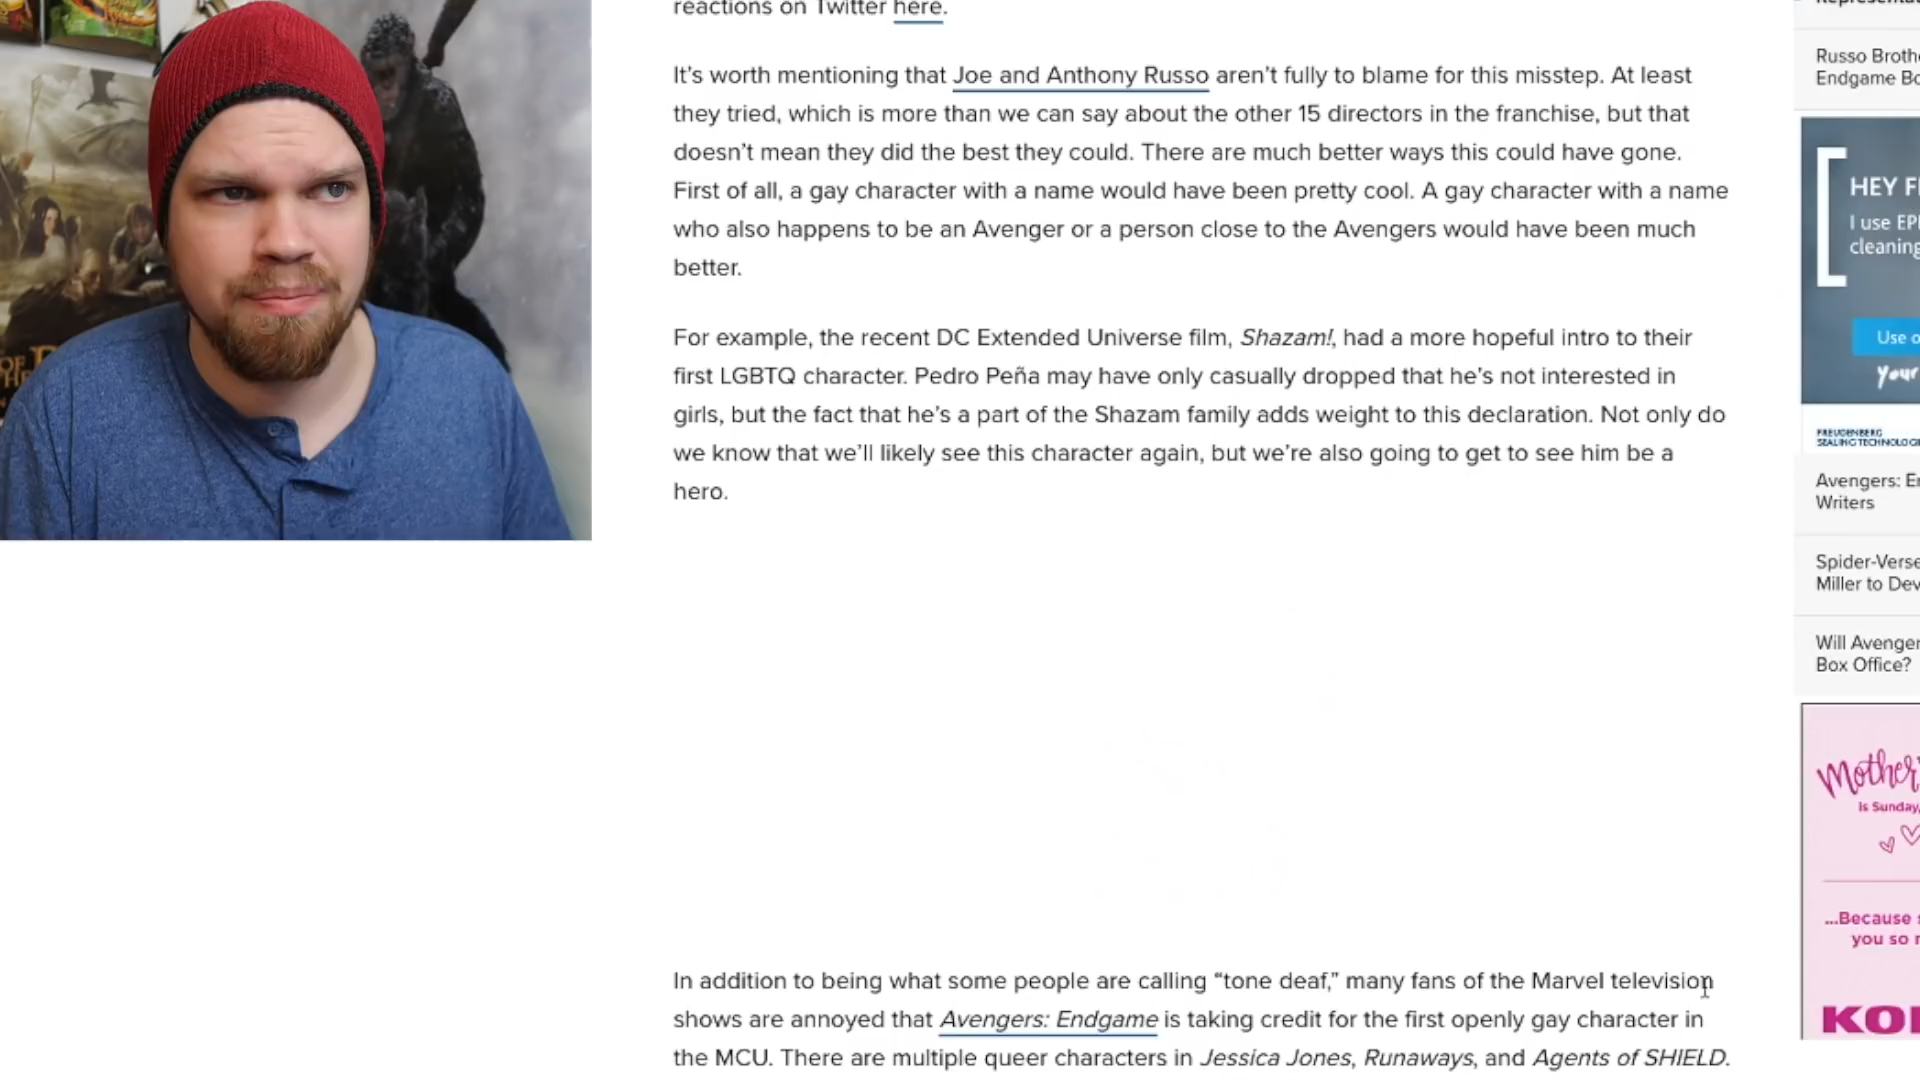 reactions on Twitter here.
It’s worth mentioning that Joe and Anthony Russo aren’t fully to blame for this misstep. At least
they tried, which is more than we can say about the other 15 directors in the franchise, but that
doesn’t mean they did the best they could. There are much better ways this could have gone.
First of all, a gay character with a name would have been pretty cool. A gay character with a name
who also happens to be an Avenger or a person close to the Avengers would have been much
better.
For example, the recent DC Extended Universe film, Shazam!, had a more hopeful intro to their
first LGBTQ character. Pedro Peña may have only casually dropped that he’s not interested in
girls, but the fact that he’s a part of the Shazam family adds weight to this declaration. Not only do
we know that we’ll likely see this character again, but we’re also going to get to see him be a
hero.
In addition to being what some people are calling “tone deaf,” many fans of the Marvel television
shows are annoyed that Avengers: Endgame is taking credit for the first openly gay character in
the MCU. There are multiple queer characters in Jessica Jones, Runaways, and Agents of SHIELD.
Russo Broth
Endgame Bo
HEY F
I use EP
cleaning
Use o
your
FREUDENBERG
SEALING TECHNOLOGI
Avengers: E
Writers
Spider-Verse
Miller to Dev
Will Avenger
Box Office?
Mother's
is Sunday,
...Because
you so
KO